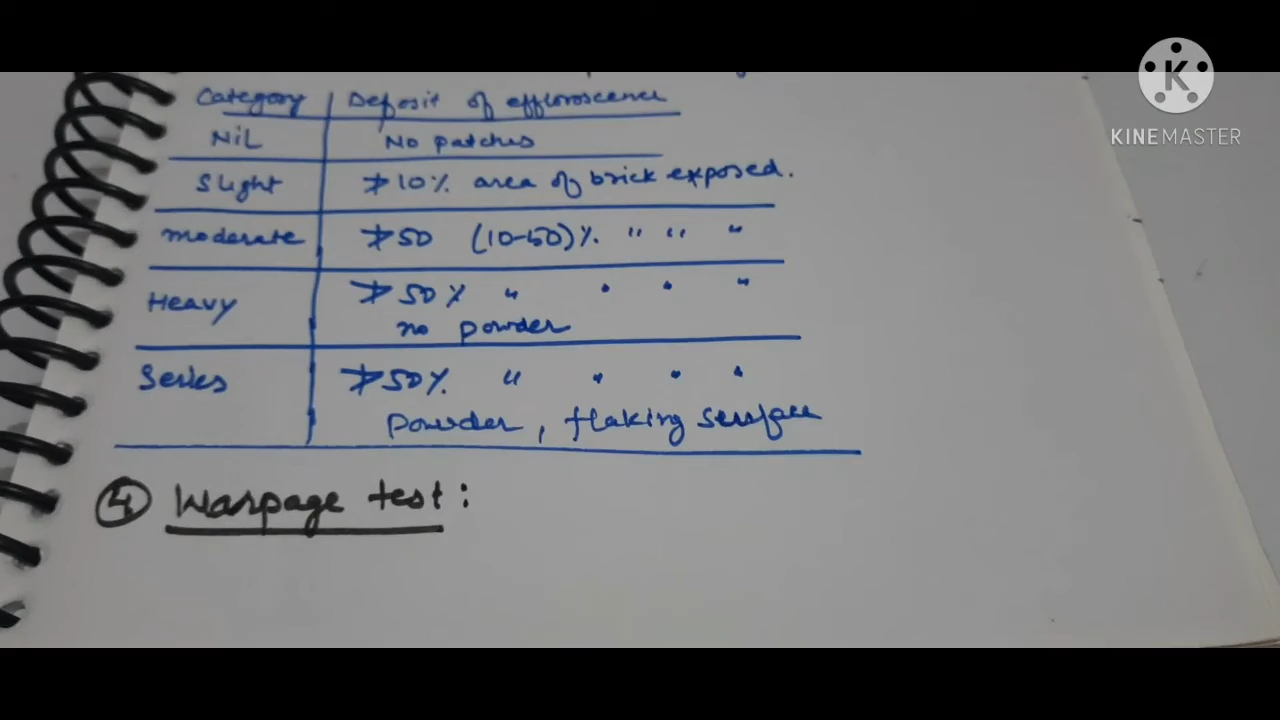 Category Deposit of effloroscence
Nil No patches
Slight ≯10% area of brick exposed.
moderate ≯50 (10-50)% " " "
Heavy ≯50% " " " "
no powder
Series ≯50% " " " "
Powder, flaking surface
④ Warpage test:
K
KINEMASTER